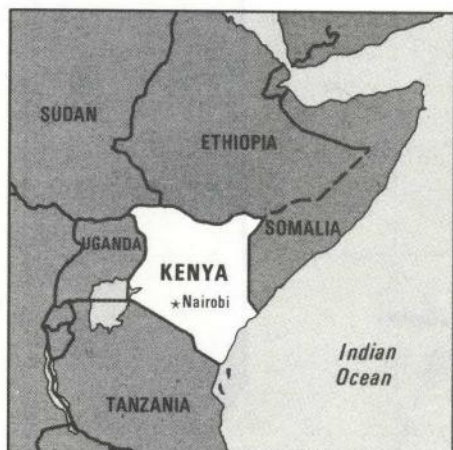 SUDAN
ETHIOPIA
SOMALIA
UGANDA
KENYA
Nairobi
Indian
Ocean
TANZANIA